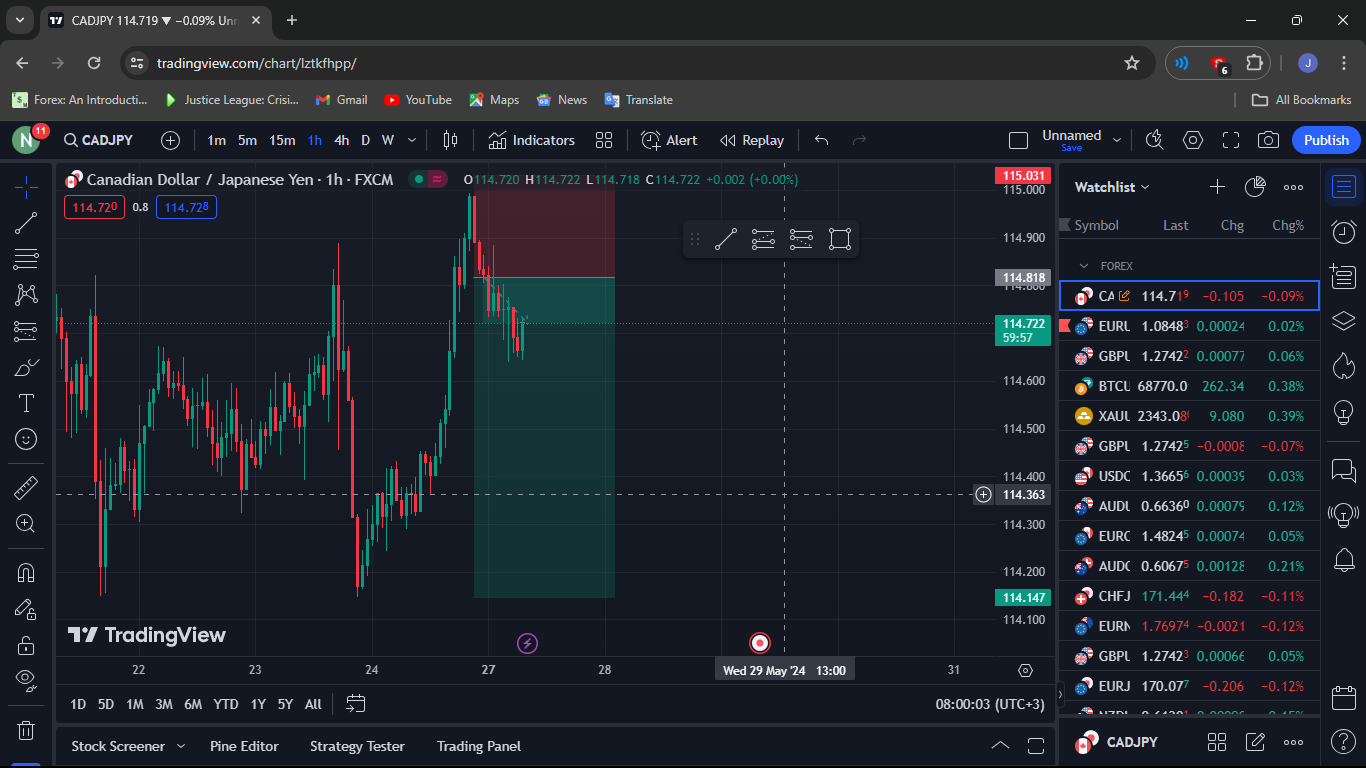 CADJPY 114.719 ▼ −0.09% Unn
tradingview.com/chart/lztkfhpp/
6
J
Forex: An Introducti...
Justice League: Crisi...
Gmail
YouTube
Maps
News
Translate
All Bookmarks
N
11
CADJPY
1m 5m 15m 1h 4h D W
Indicators
Alert
Replay
Unnamed
Save
Publish
Canadian Dollar / Japanese Yen · 1h · FXCM
O114.720 H114.722 L114.718 C114.722 +0.002 (+0.00%)
114.720 0.8 114.728
115.031
115.000
114.900
114.818
114.800
114.722
59:57
114.600
114.500
114.400
114.363
114.300
114.200
114.147
114.100
TradingView
22 23 24 27 28 Wed 29 May '24 13:00 31
1D 5D 1M 3M 6M YTD 1Y 5Y All
08:00:03 (UTC+3)
Stock Screener
Pine Editor
Strategy Tester
Trading Panel
Watchlist
Symbol Last Chg Chg%
FOREX
CA 114.719 −0.105 −0.09%
EURU 1.08483 0.00024 0.02%
GBPU 1.27422 0.00077 0.06%
BTCU 68770.0 262.34 0.38%
XAUU 2343.08 9.080 0.39%
GBPU 1.27425 −0.0008 −0.07%
USDC 1.36656 0.00039 0.03%
AUDU 0.66360 0.00079 0.12%
EURC 1.48245 0.00074 0.05%
AUDC 0.60675 0.00128 0.21%
CHFJ 171.444 −0.182 −0.11%
EURN 1.76974 −0.0021 −0.12%
GBPU 1.27423 0.00066 0.05%
EURJ 170.077 −0.206 −0.12%
CADJPY